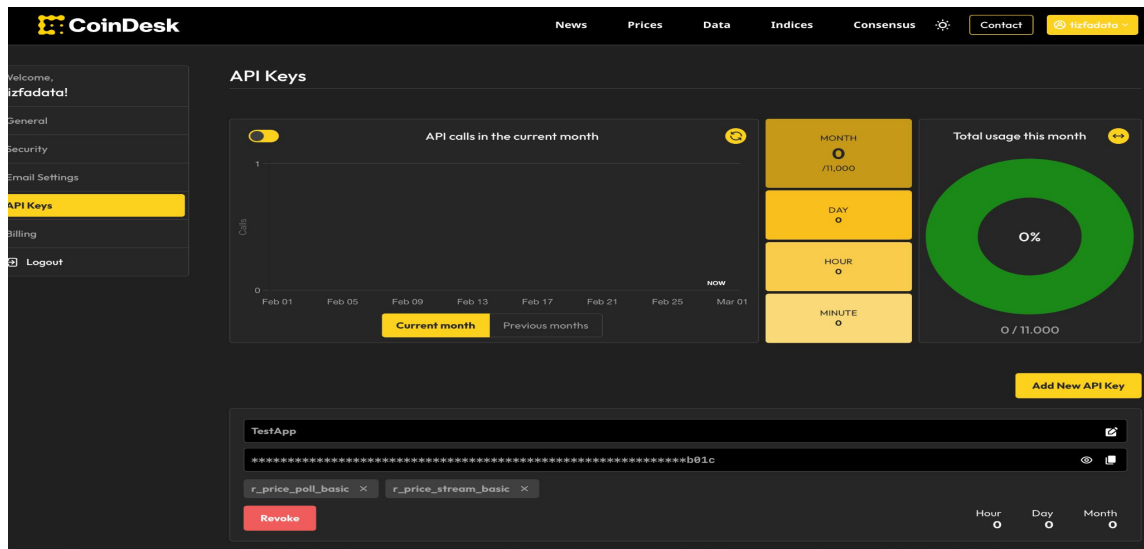 CoinDesk
News Prices Data Indices Consensus Contact tizfadata
Welcome,
izfadata!
General
Security
Email Settings
API Keys
Billing
Logout
API Keys
API calls in the current month
1
Calls
0
NOW
Feb 01 Feb 05 Feb 09 Feb 13 Feb 17 Feb 21 Feb 25 Mar 01
Current month Previous months
MONTH
0
/11,000
DAY
0
HOUR
0
MINUTE
0
Total usage this month
0%
0 / 11.000
Add New API Key
TestApp
************************************************************b01c
r_price_poll_basic × r_price_stream_basic ×
Revoke
Hour Day Month
0 0 0